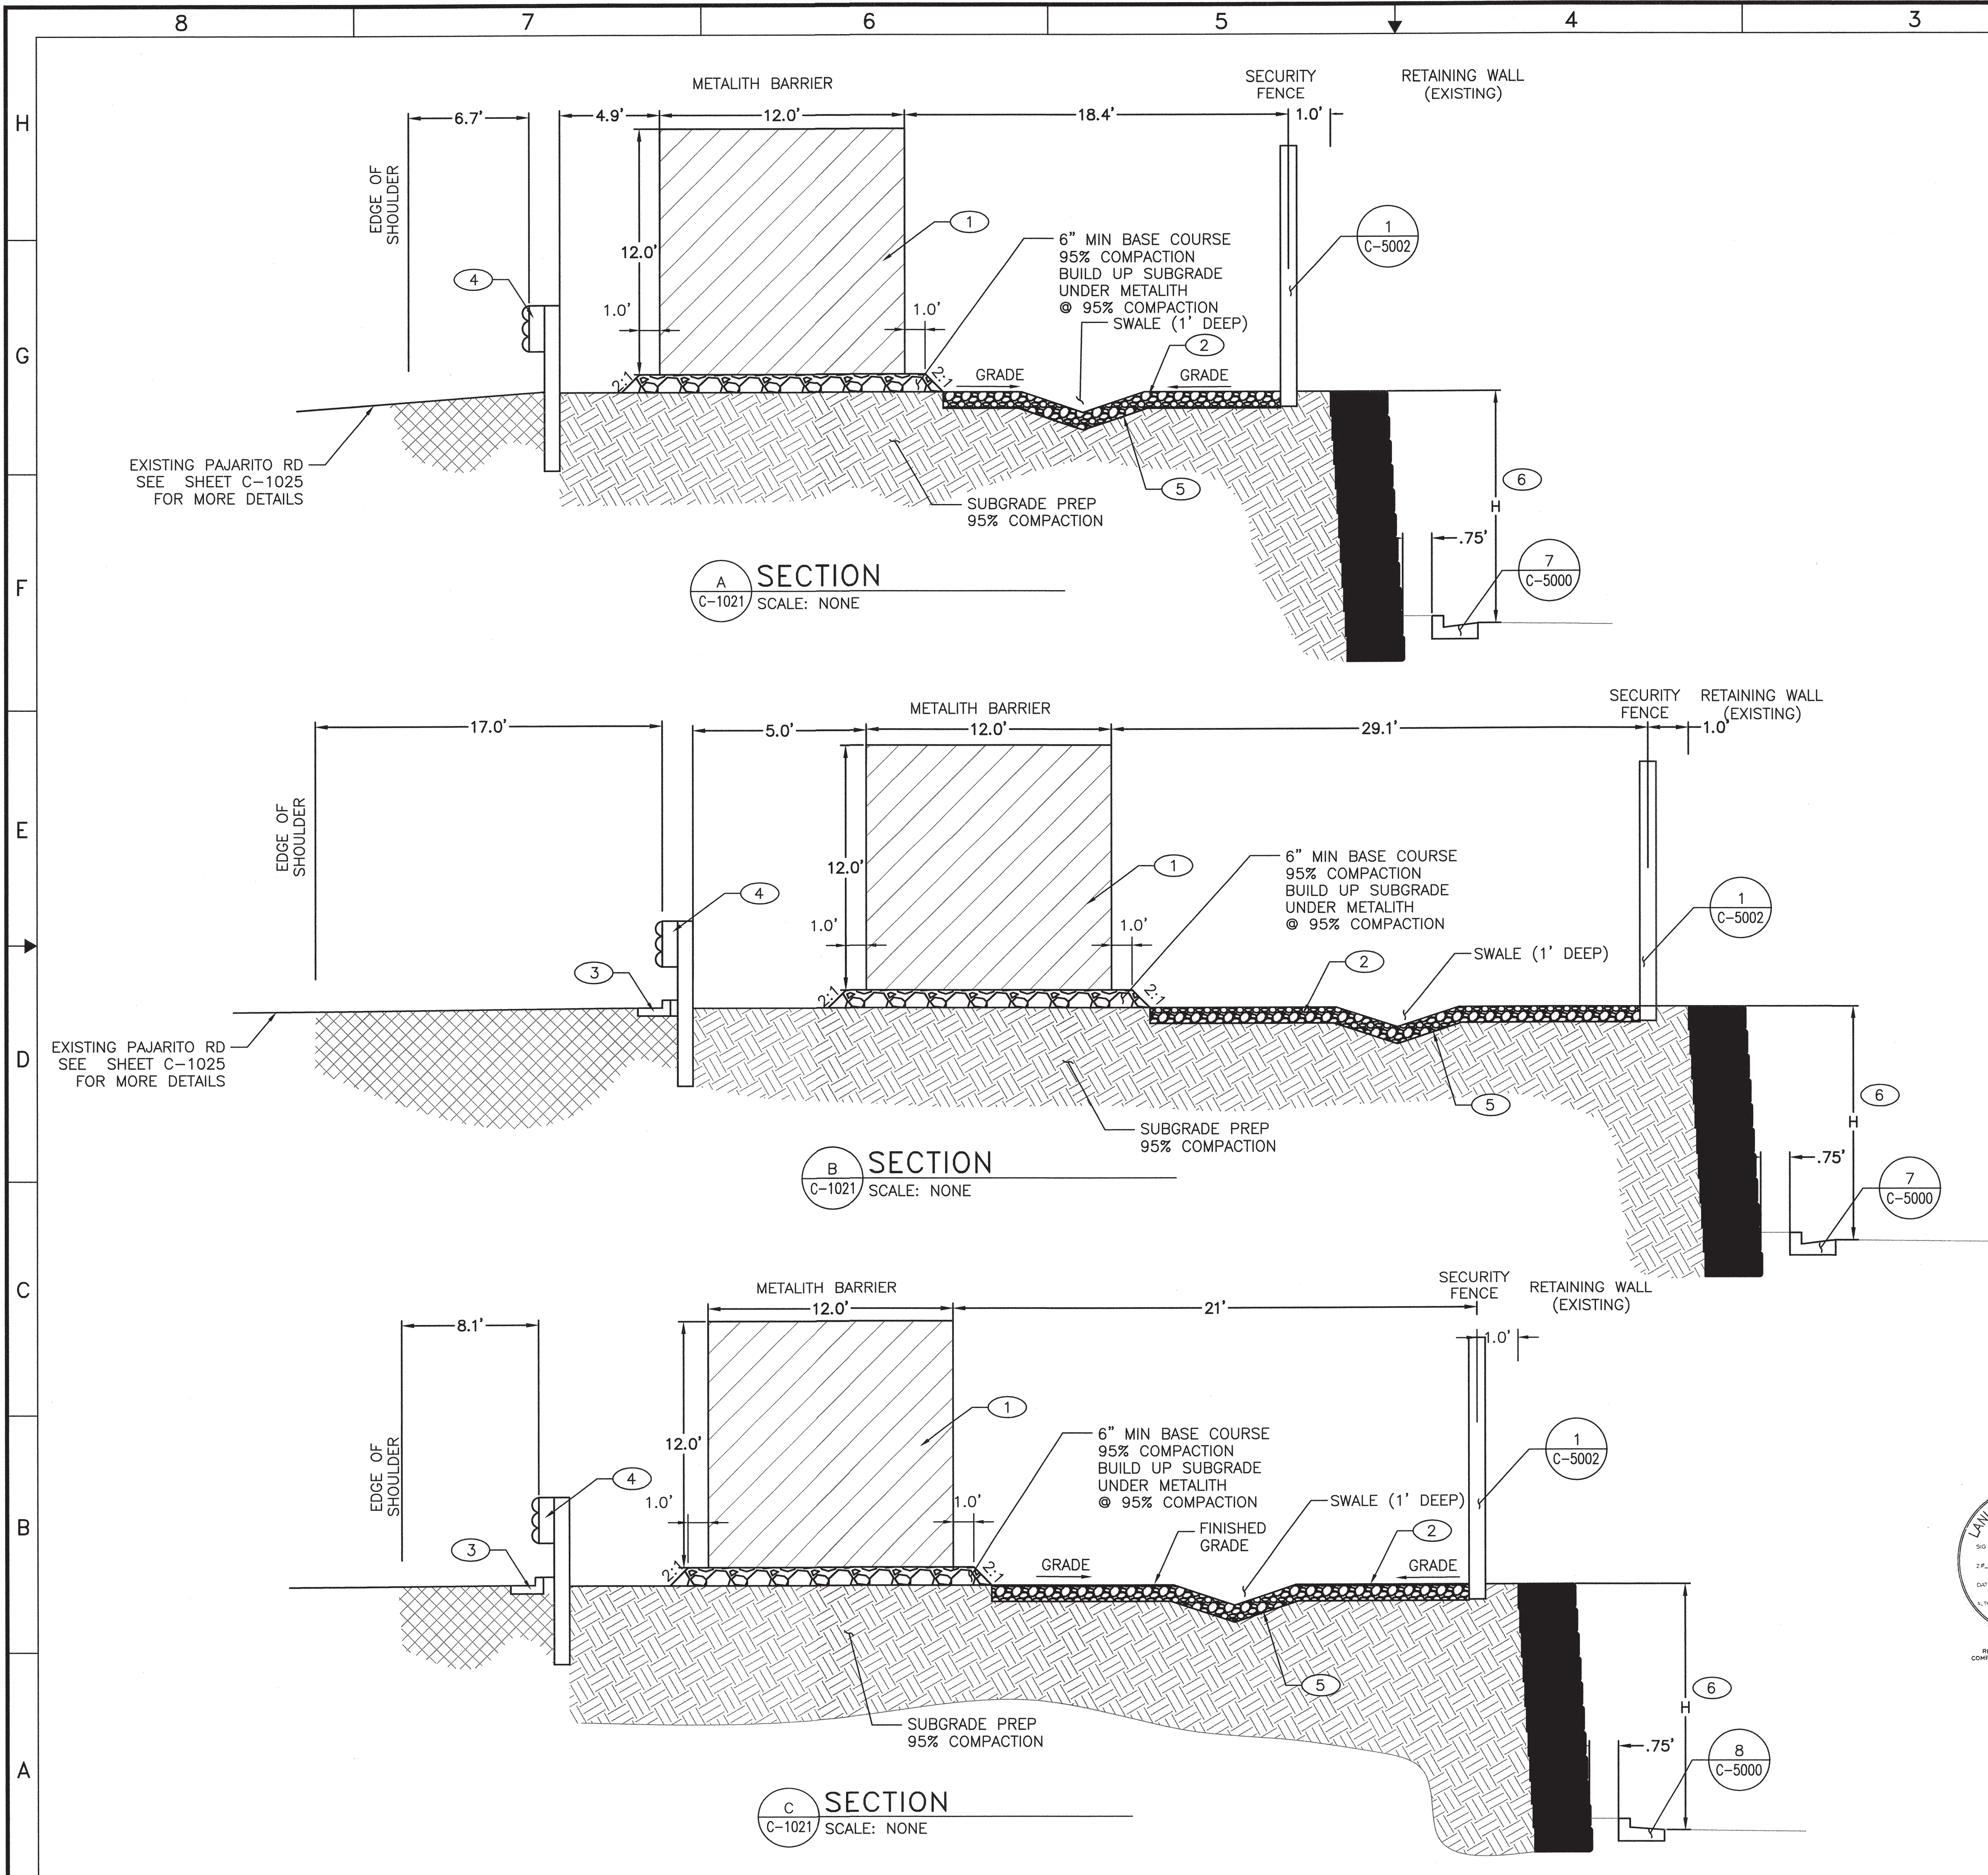 8 7 6 5 4 3
H
G
F
E
D
C
B
A
METALITH BARRIER
SECURITY
FENCE
RETAINING WALL
(EXISTING)
6.7' 4.9' 12.0' 18.4' 1.0'
EDGE OF
SHOULDER
12.0'
1
4
1.0' 1.0'
6" MIN BASE COURSE
95% COMPACTION
BUILD UP SUBGRADE
UNDER METALITH
@ 95% COMPACTION
SWALE (1' DEEP)
1
C-5002
2
2:1 2:1
GRADE GRADE
EXISTING PAJARITO RD
SEE SHEET C-1025
FOR MORE DETAILS
SUBGRADE PREP
95% COMPACTION
5
6
H
.75'
7
C-5000
A
C-1021
SECTION
SCALE: NONE
METALITH BARRIER
SECURITY
FENCE
RETAINING WALL
(EXISTING)
17.0' 5.0' 12.0' 29.1' 1.0'
EDGE OF
SHOULDER
12.0'
1
4
1.0' 1.0'
6" MIN BASE COURSE
95% COMPACTION
BUILD UP SUBGRADE
UNDER METALITH
@ 95% COMPACTION
1
C-5002
3
2
SWALE (1' DEEP)
2:1 2:1
EXISTING PAJARITO RD
SEE SHEET C-1025
FOR MORE DETAILS
5
6
H
SUBGRADE PREP
95% COMPACTION
.75'
7
C-5000
B
C-1021
SECTION
SCALE: NONE
METALITH BARRIER
SECURITY
FENCE
RETAINING WALL
(EXISTING)
12.0' 21'
8.1'
1.0'
EDGE OF
SHOULDER
12.0'
1
4
1.0' 1.0'
6" MIN BASE COURSE
95% COMPACTION
BUILD UP SUBGRADE
UNDER METALITH
@ 95% COMPACTION
1
C-5002
SWALE (1' DEEP)
FINISHED
GRADE
2
3
2:1 2:1
GRADE GRADE
5
6
H
SUBGRADE PREP
95% COMPACTION
.75'
8
C-5000
C
C-1021
SECTION
SCALE: NONE